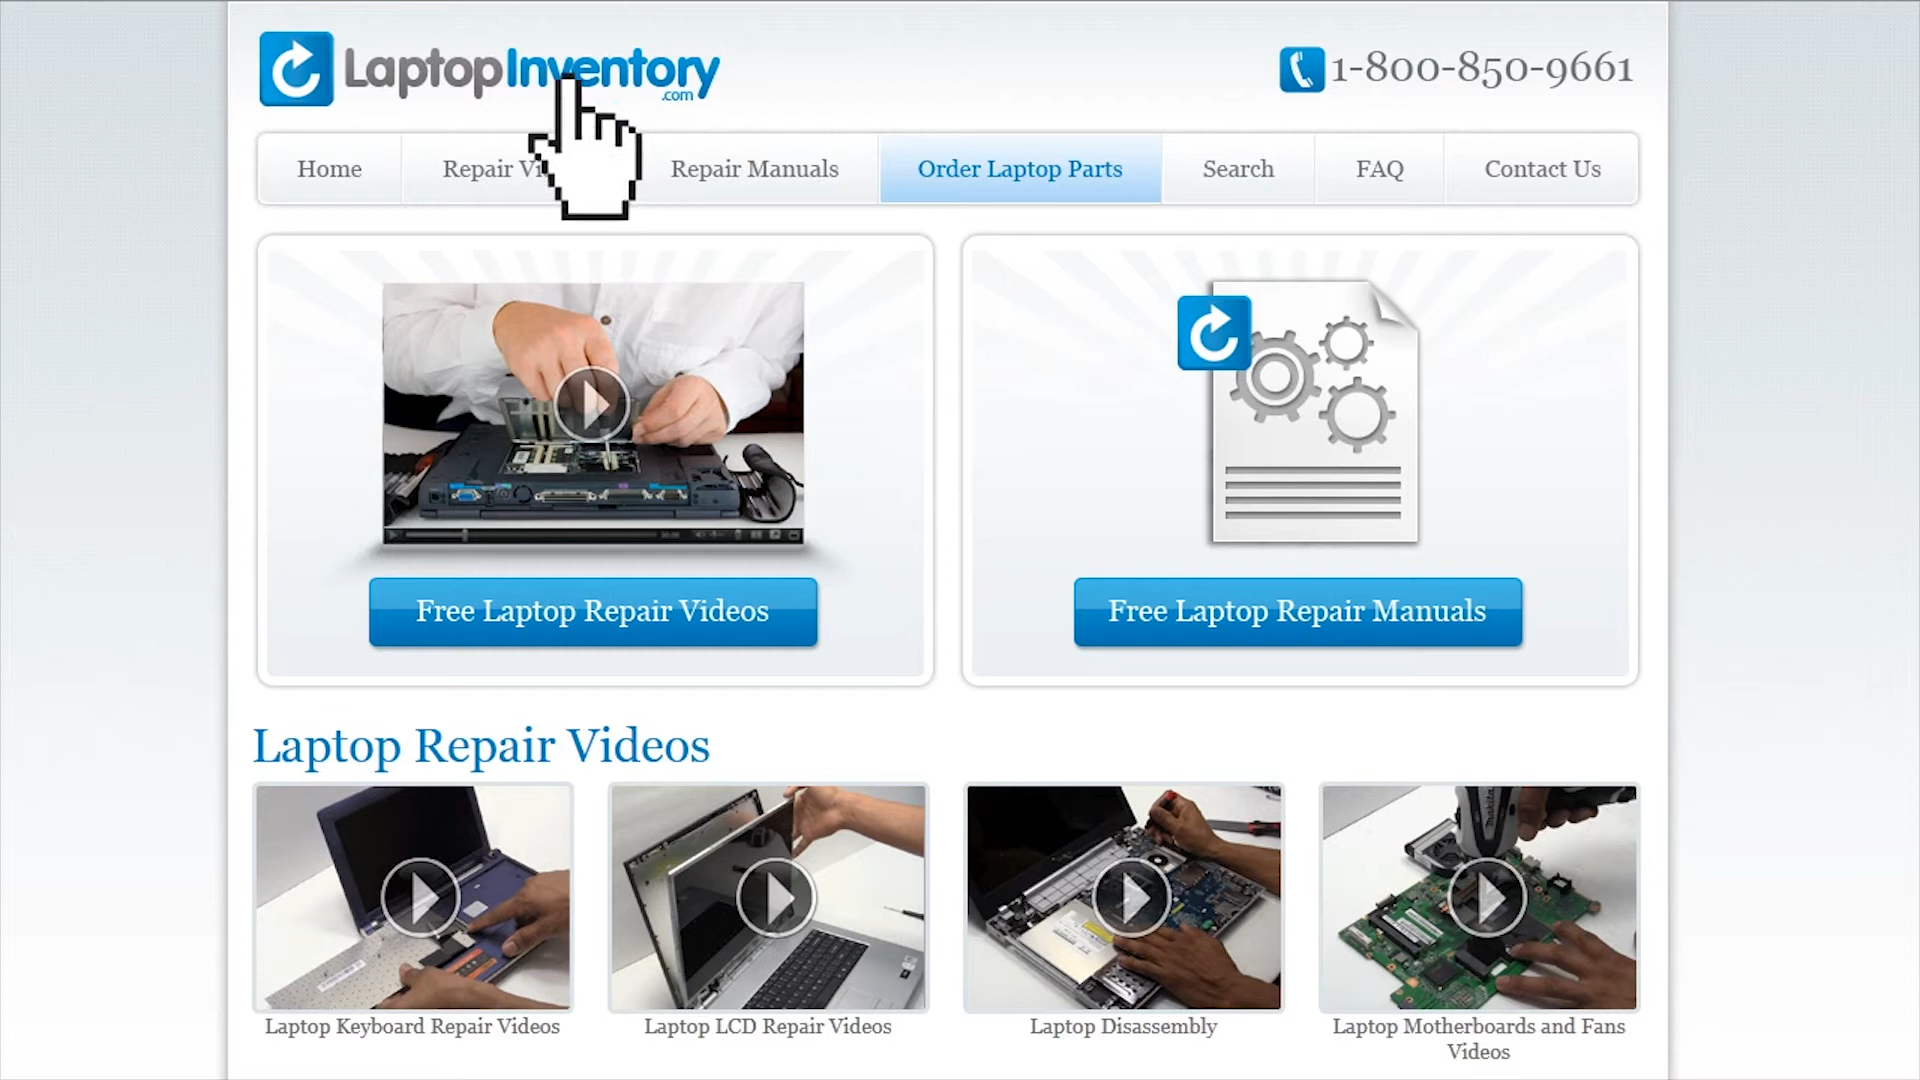 LaptopInventory
.com
1-800-850-9661
Home
Repair Vi
Repair Manuals
Order Laptop Parts
Search
FAQ
Contact Us
Free Laptop Repair Videos
Free Laptop Repair Manuals
Laptop Repair Videos
Laptop Keyboard Repair Videos
Laptop LCD Repair Videos
Laptop Disassembly
makita
Laptop Motherboards and Fans
Videos